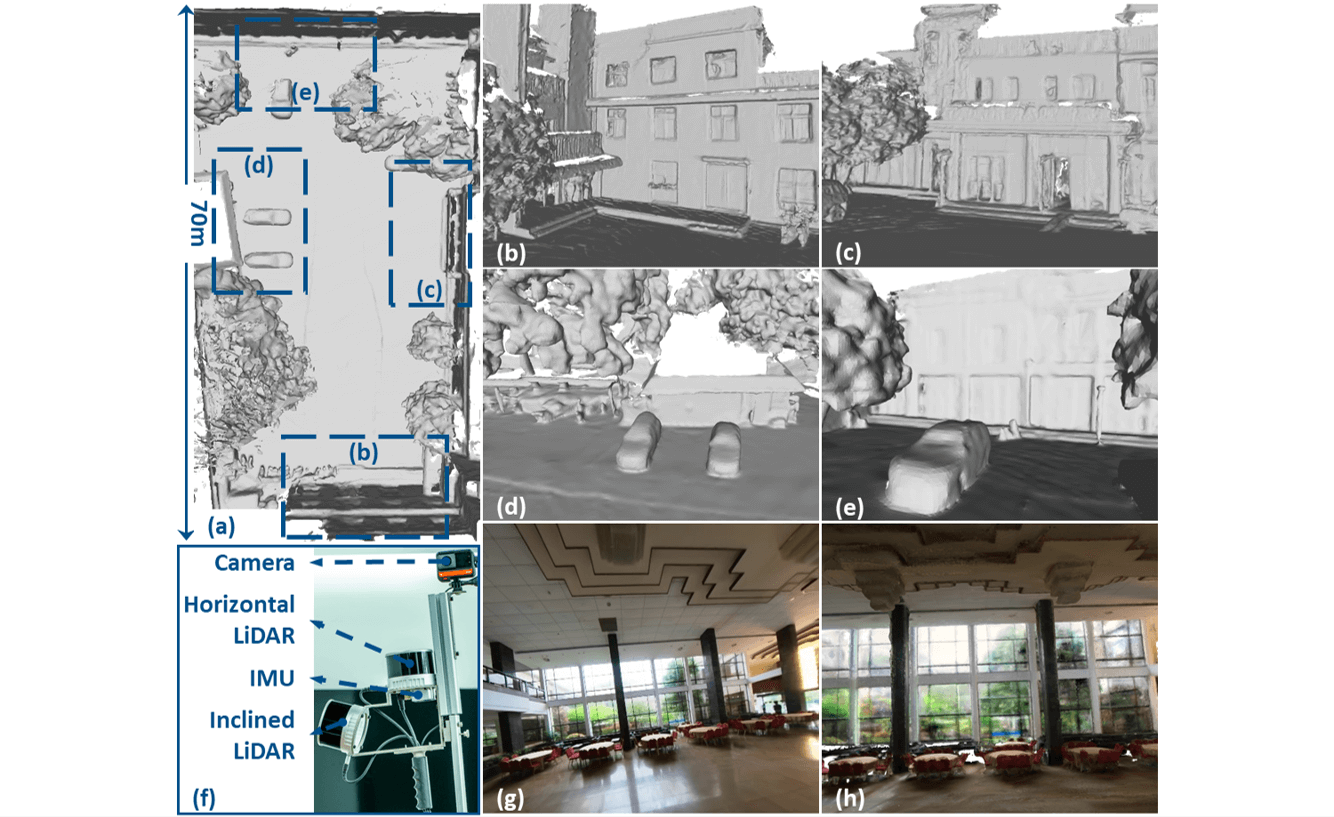 (e)
(d)
70m
(c)
(b)
(a)
(b)
(c)
(d)
(e)
Camera
Horizontal
LiDAR
IMU
Inclined
LiDAR
(f)
(g)
(h)